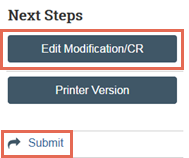 Next Steps
Edit Modification/CR
Printer Version
Submit